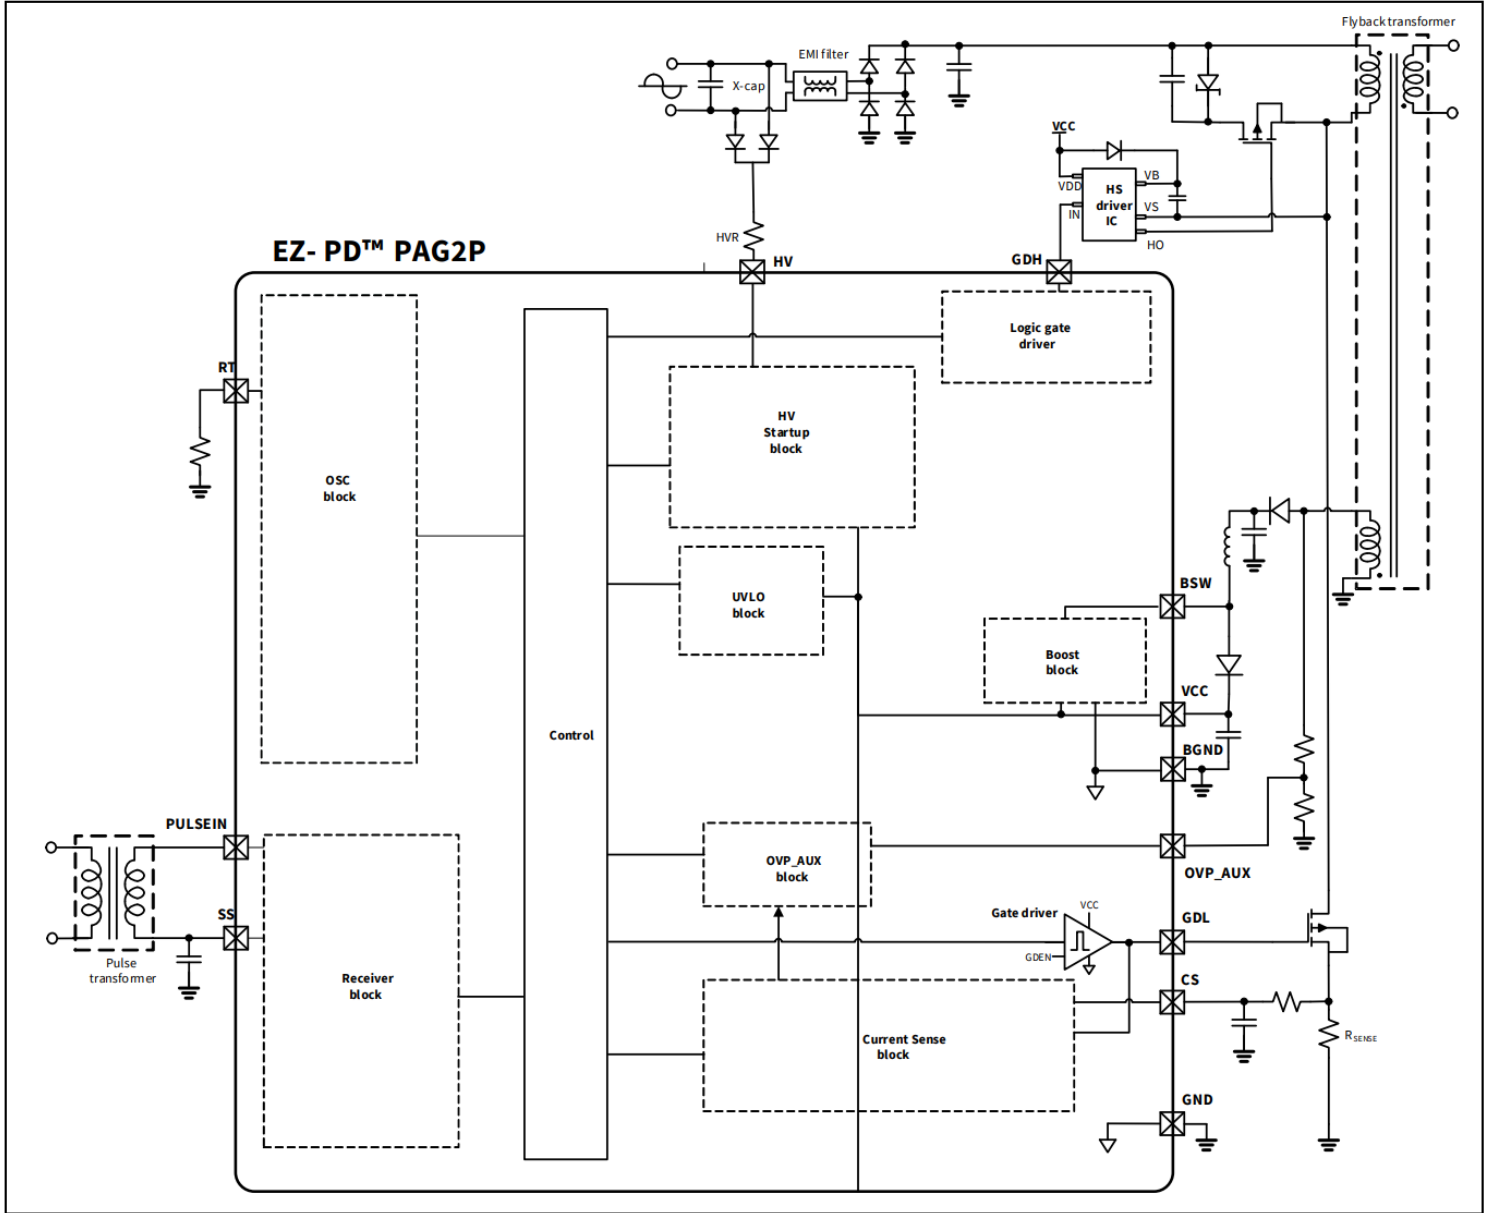 Flyback transformer
EMI filter
X-cap
VCC
VDD
HS
driver
IC
VB
IN
VS
HO
HVR
EZ- PD™ PAG2P
HV
GDH
Logic gate
driver
RT
HV
Startup
block
OSC
block
UVLO
block
BSW
Boost
block
VCC
Control
BGND
PULSEIN
OVP_AUX
block
OVP_AUX
SS
Gate driver
VCC
GDL
GDEN
Pulse
transformer
Receiver
block
CS
Current Sense
block
RSENSE
GND